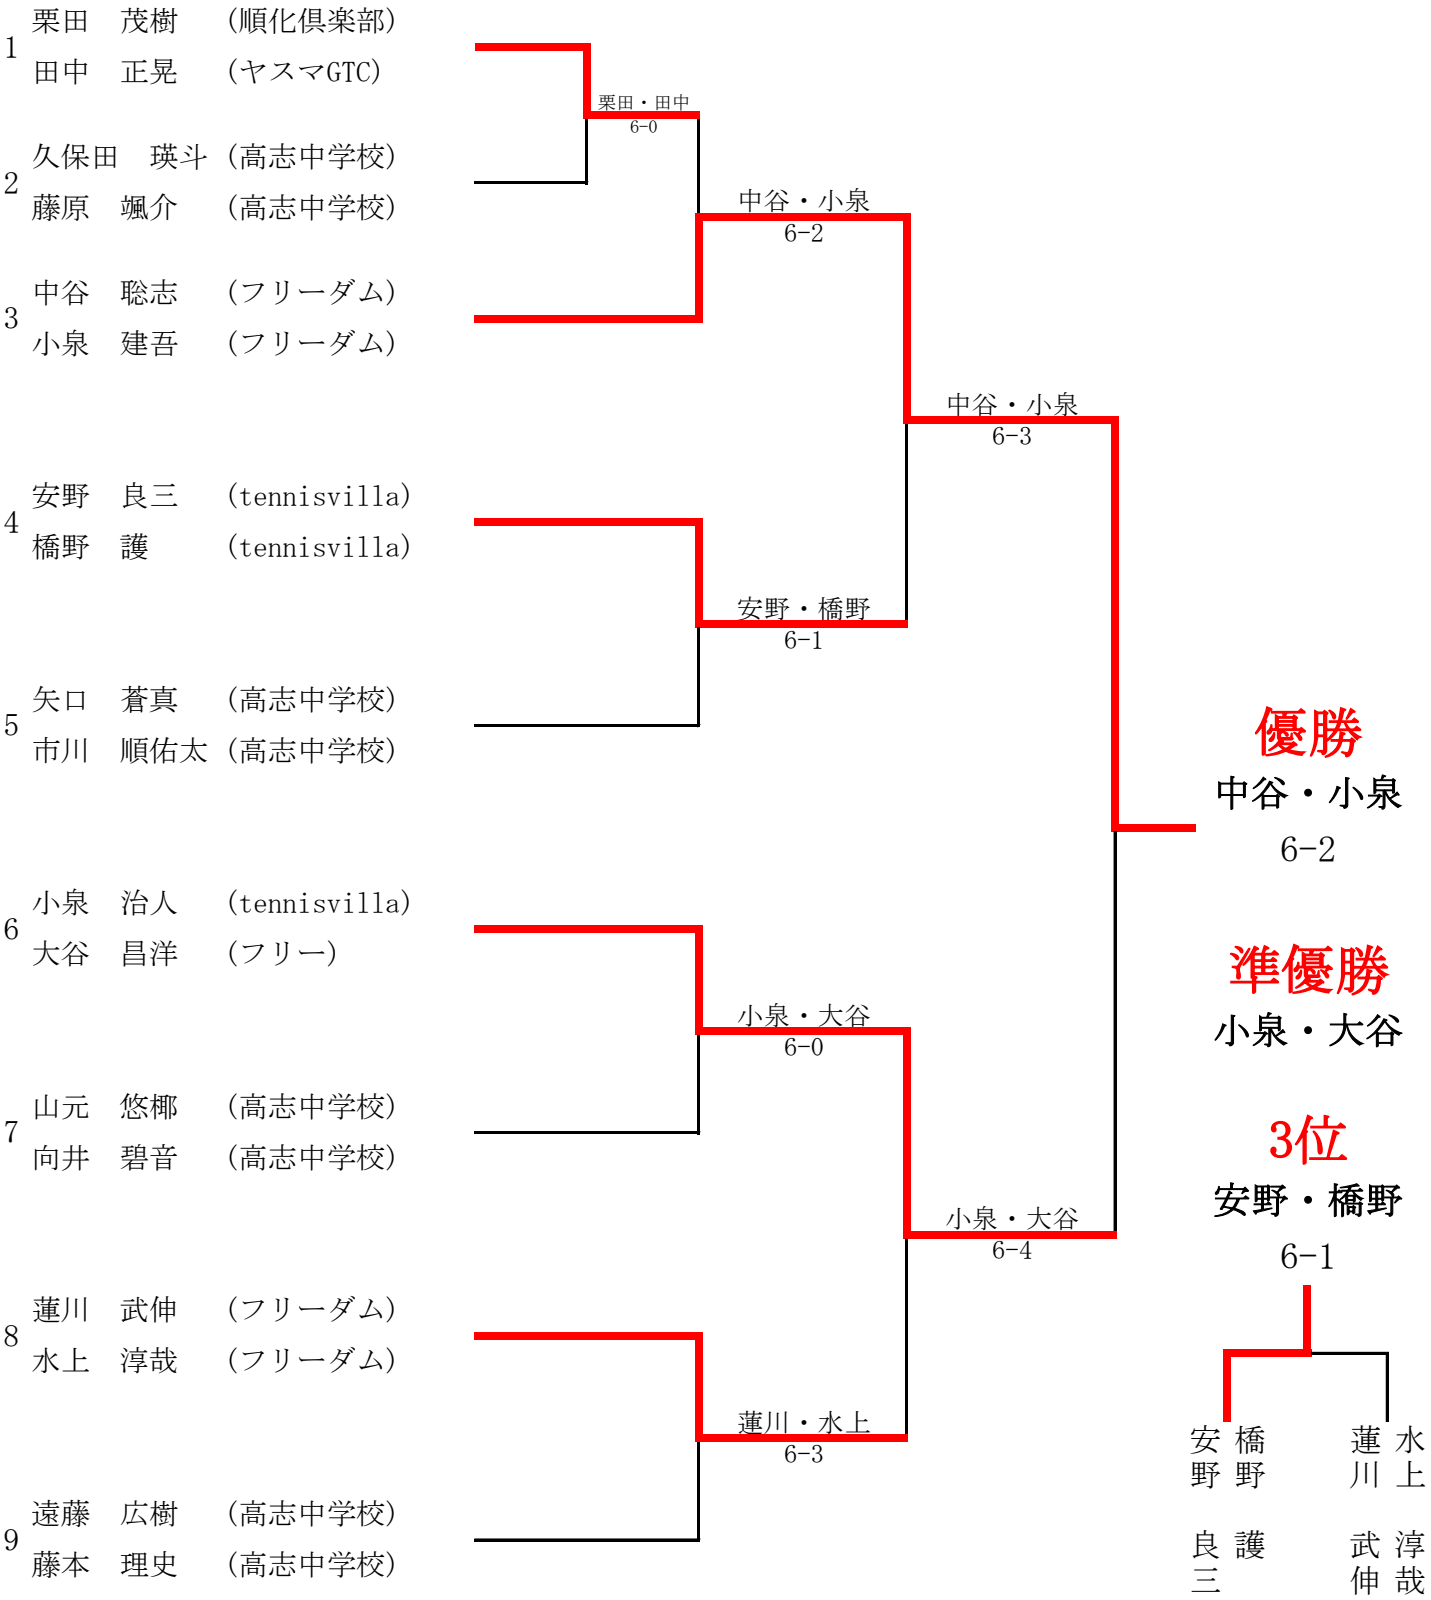 1
栗田 茂樹 (順化倶楽部)
田中 正晃 (ヤスマGTC)
2
久保田 瑛斗 (高志中学校)
藤原 颯介 (高志中学校)
3
中谷 聡志 (フリーダム)
小泉 建吾 (フリーダム)
4
安野 良三 (tennisvilla)
橋野 護 (tennisvilla)
5
矢口 蒼真 (高志中学校)
市川 順佑太 (高志中学校)
6
小泉 治人 (tennisvilla)
大谷 昌洋 (フリー)
7
山元 悠椰 (高志中学校)
向井 碧音 (高志中学校)
8
蓮川 武伸 (フリーダム)
水上 淳哉 (フリーダム)
9
遠藤 広樹 (高志中学校)
藤本 理史 (高志中学校)
栗田・田中
6-0
中谷・小泉
6-2
安野・橋野
6-1
小泉・大谷
6-0
蓮川・水上
6-3
中谷・小泉
6-3
小泉・大谷
6-4
優勝
中谷・小泉
6-2
準優勝
小泉・大谷
3位
安野・橋野
6-1
安野 良三
橋野 護
蓮川 武伸
水上 淳哉